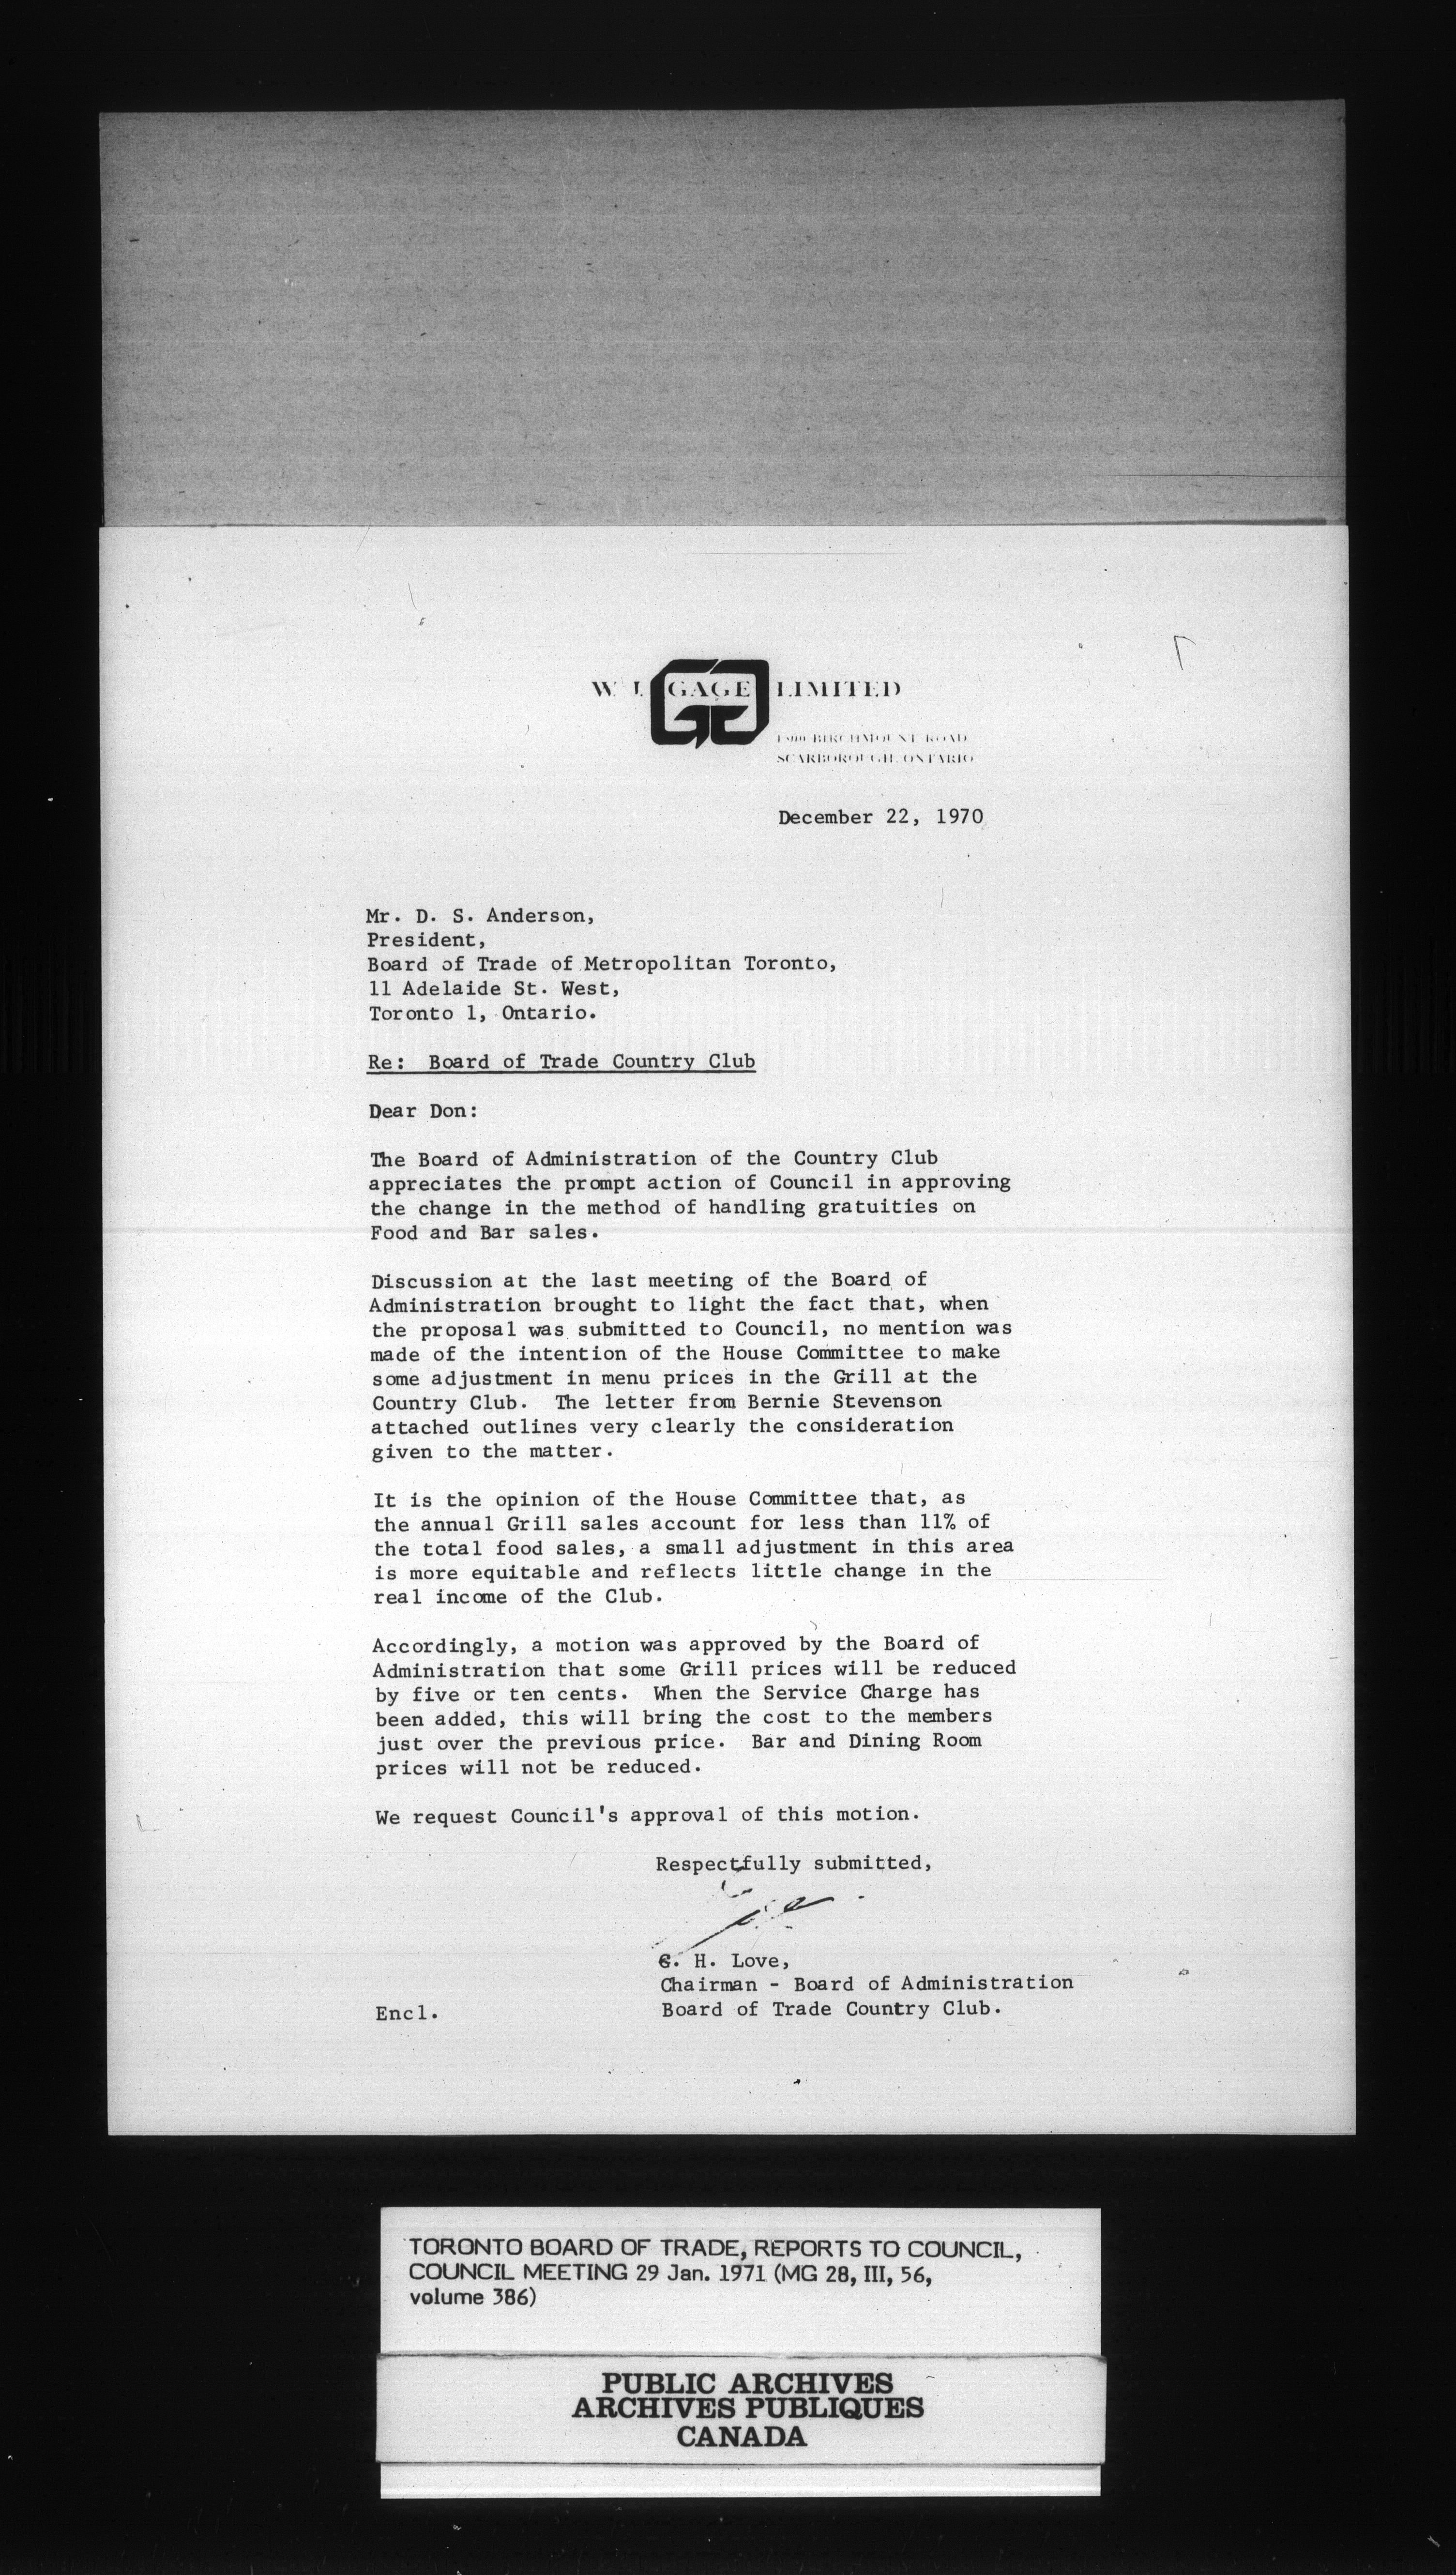 W. J. GAGE LIMITED
BIRCHMOUNT ROAD
SCARBOROUGH, ONTARIO
December 22, 1970
Mr. D. S. Anderson,
President,
Board of Trade of Metropolitan Toronto,
11 Adelaide St. West,
Toronto 1, Ontario.
Re: Board of Trade Country Club
Dear Don:
The Board of Administration of the Country Club
appreciates the prompt action of Council in approving
the change in the method of handling gratuities on
Food and Bar sales.
Discussion at the last meeting of the Board of
Administration brought to light the fact that, when
the proposal was submitted to Council, no mention was
made of the intention of the House Committee to make
some adjustment in menu prices in the Grill at the
Country Club. The letter from Bernie Stevenson
attached outlines very clearly the consideration
given to the matter.
It is the opinion of the House Committee that, as
the annual Grill sales account for less than 11% of
the total food sales, a small adjustment in this area
is more equitable and reflects little change in the
real income of the Club.
Accordingly, a motion was approved by the Board of
Administration that some Grill prices will be reduced
by five or ten cents. When the Service Charge has
been added, this will bring the cost to the members
just over the previous price. Bar and Dining Room
prices will not be reduced.
We request Council's approval of this motion.
Respectfully submitted,
G. H. Love,
Chairman - Board of Administration
Board of Trade Country Club.
Encl.
TORONTO BOARD OF TRADE, REPORTS TO COUNCIL,
COUNCIL MEETING 29 Jan. 1971 (MG 28, III, 56,
volume 386)
PUBLIC ARCHIVES
ARCHIVES PUBLIQUES
CANADA